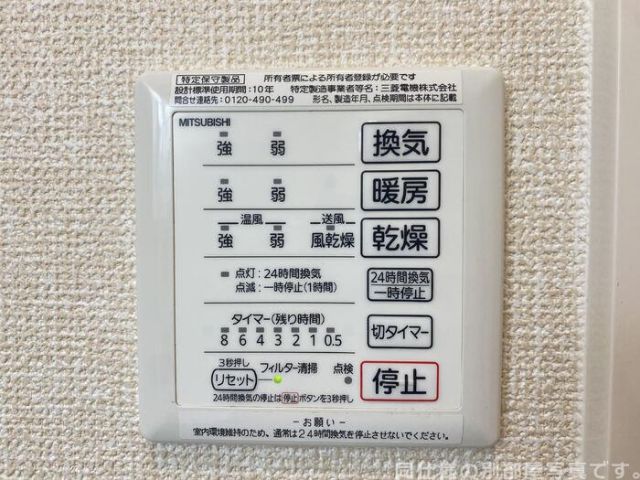 特定保守製品 所有者票による所有者登録が必要です
設計標準使用期間:10年 特定製造事業者等名:三菱電機株式会社
問合せ連絡先:0120-490-499 形名、製造年月、点検期間は本体に記載
MITSUBISHI
強 弱 換気
強 弱 暖房
温風 送風
強 弱 風乾燥 乾燥
点灯:24時間換気
点滅:一時停止(1時間)
24時間換気
一時停止
タイマー(残り時間)
8 6 4 3 2 1 0.5
切タイマー
3秒押し
リセット フィルター清掃 点検
停止
24時間換気の停止は停止ボタンを3秒押し
-お願い-
室内環境維持のため、通常は24時間換気を停止させないでください。
同仕様の別部屋写真です。